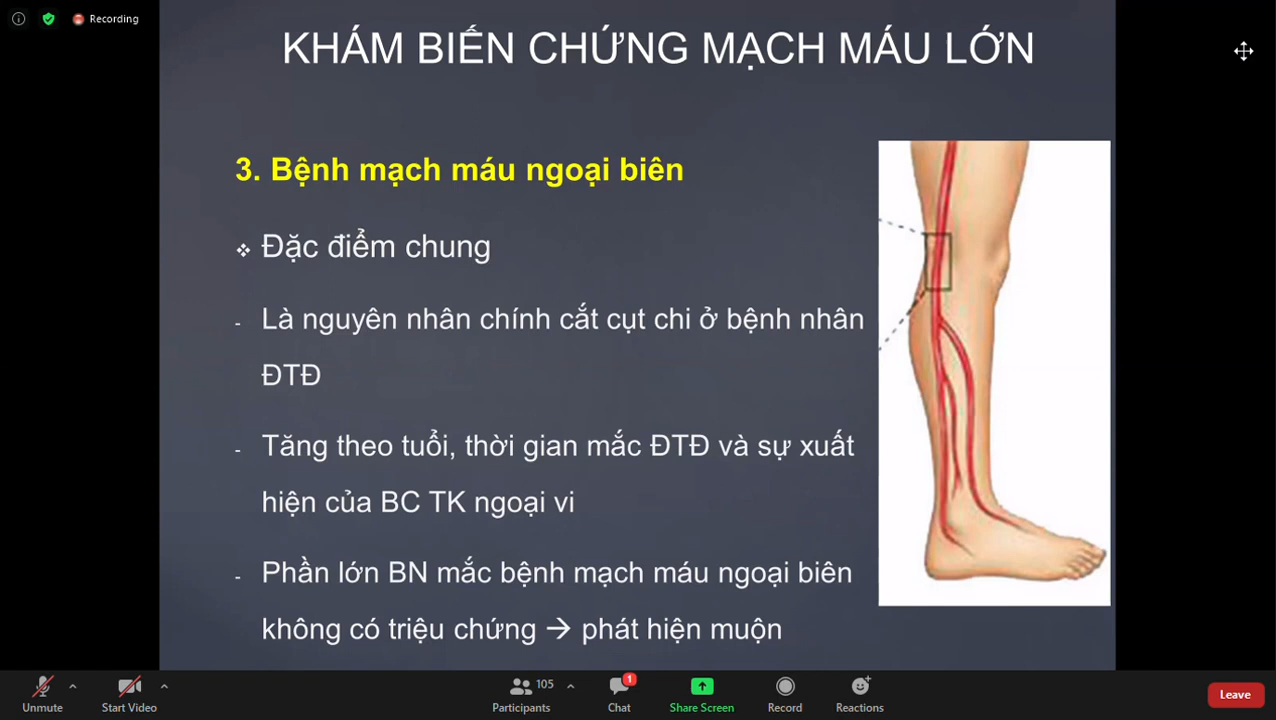 Recording
KHÁM BIẾN CHỨNG MẠCH MÁU LỚN
3. Bệnh mạch máu ngoại biên
❖ Đặc điểm chung
- Là nguyên nhân chính cắt cụt chi ở bệnh nhân
ĐTĐ
- Tăng theo tuổi, thời gian mắc ĐTĐ và sự xuất
hiện của BC TK ngoại vi
- Phần lớn BN mắc bệnh mạch máu ngoại biên
không có triệu chứng → phát hiện muộn
105
1
Unmute
Start Video
Participants
Chat
Share Screen
Record
Reactions
Leave